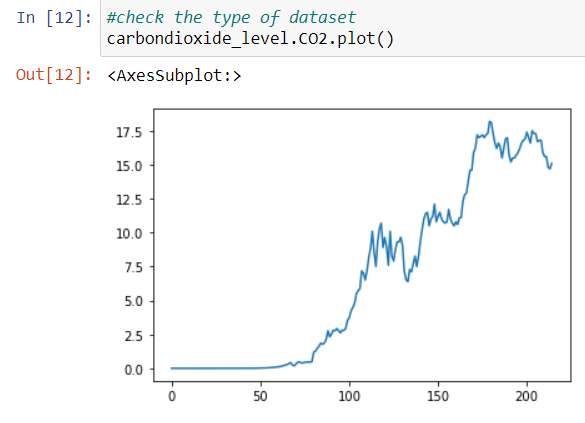 In [12]: #check the type of dataset
carbondioxide_level.CO2.plot()
Out[12]: <AxesSubplot:>
17.5
15.0
12.5
10.0
7.5
5.0
2.5
0.0
0 50 100 150 200